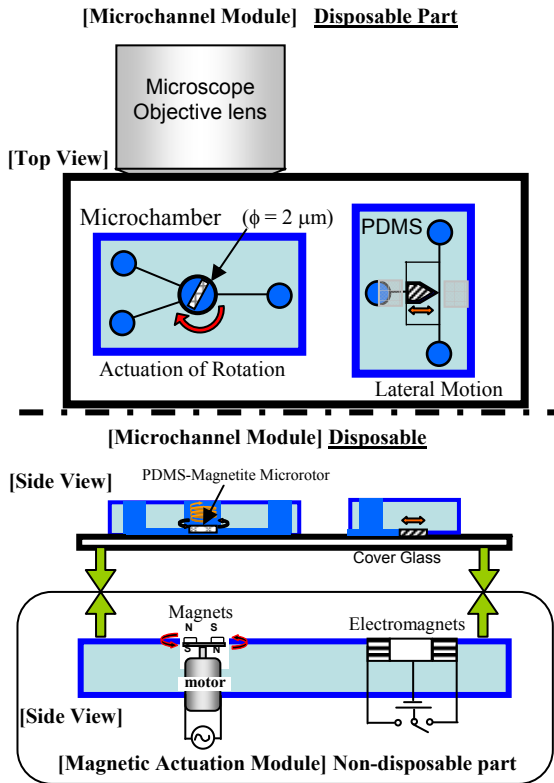 [Microchannel Module] Disposable Part
Microscope
Objective lens
[Top View]
Microchamber
(ϕ = 2 μm)
PDMS
Actuation of Rotation
Lateral Motion
[Microchannel Module] Disposable
[Side View]
PDMS-Magnetite Microrotor
Cover Glass
Magnets
N S
S N
Electromagnets
motor
[Side View]
[Magnetic Actuation Module] Non-disposable part